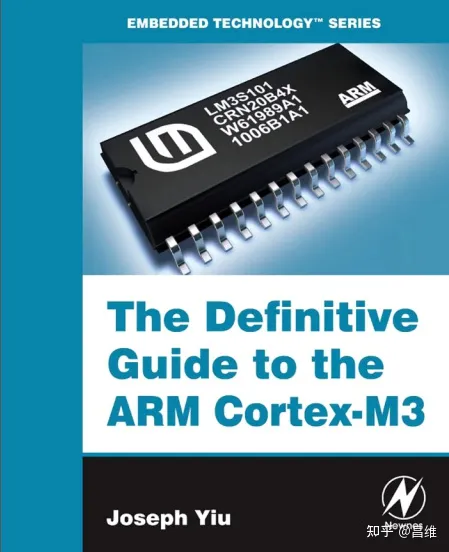 EMBEDDED TECHNOLOGY™ SERIES
LM3S101
CRN20B4X
W61989A1
1006B1A1
ARM
The Definitive
Guide to the
ARM Cortex-M3
Joseph Yiu
Newnes
知乎 @昌维